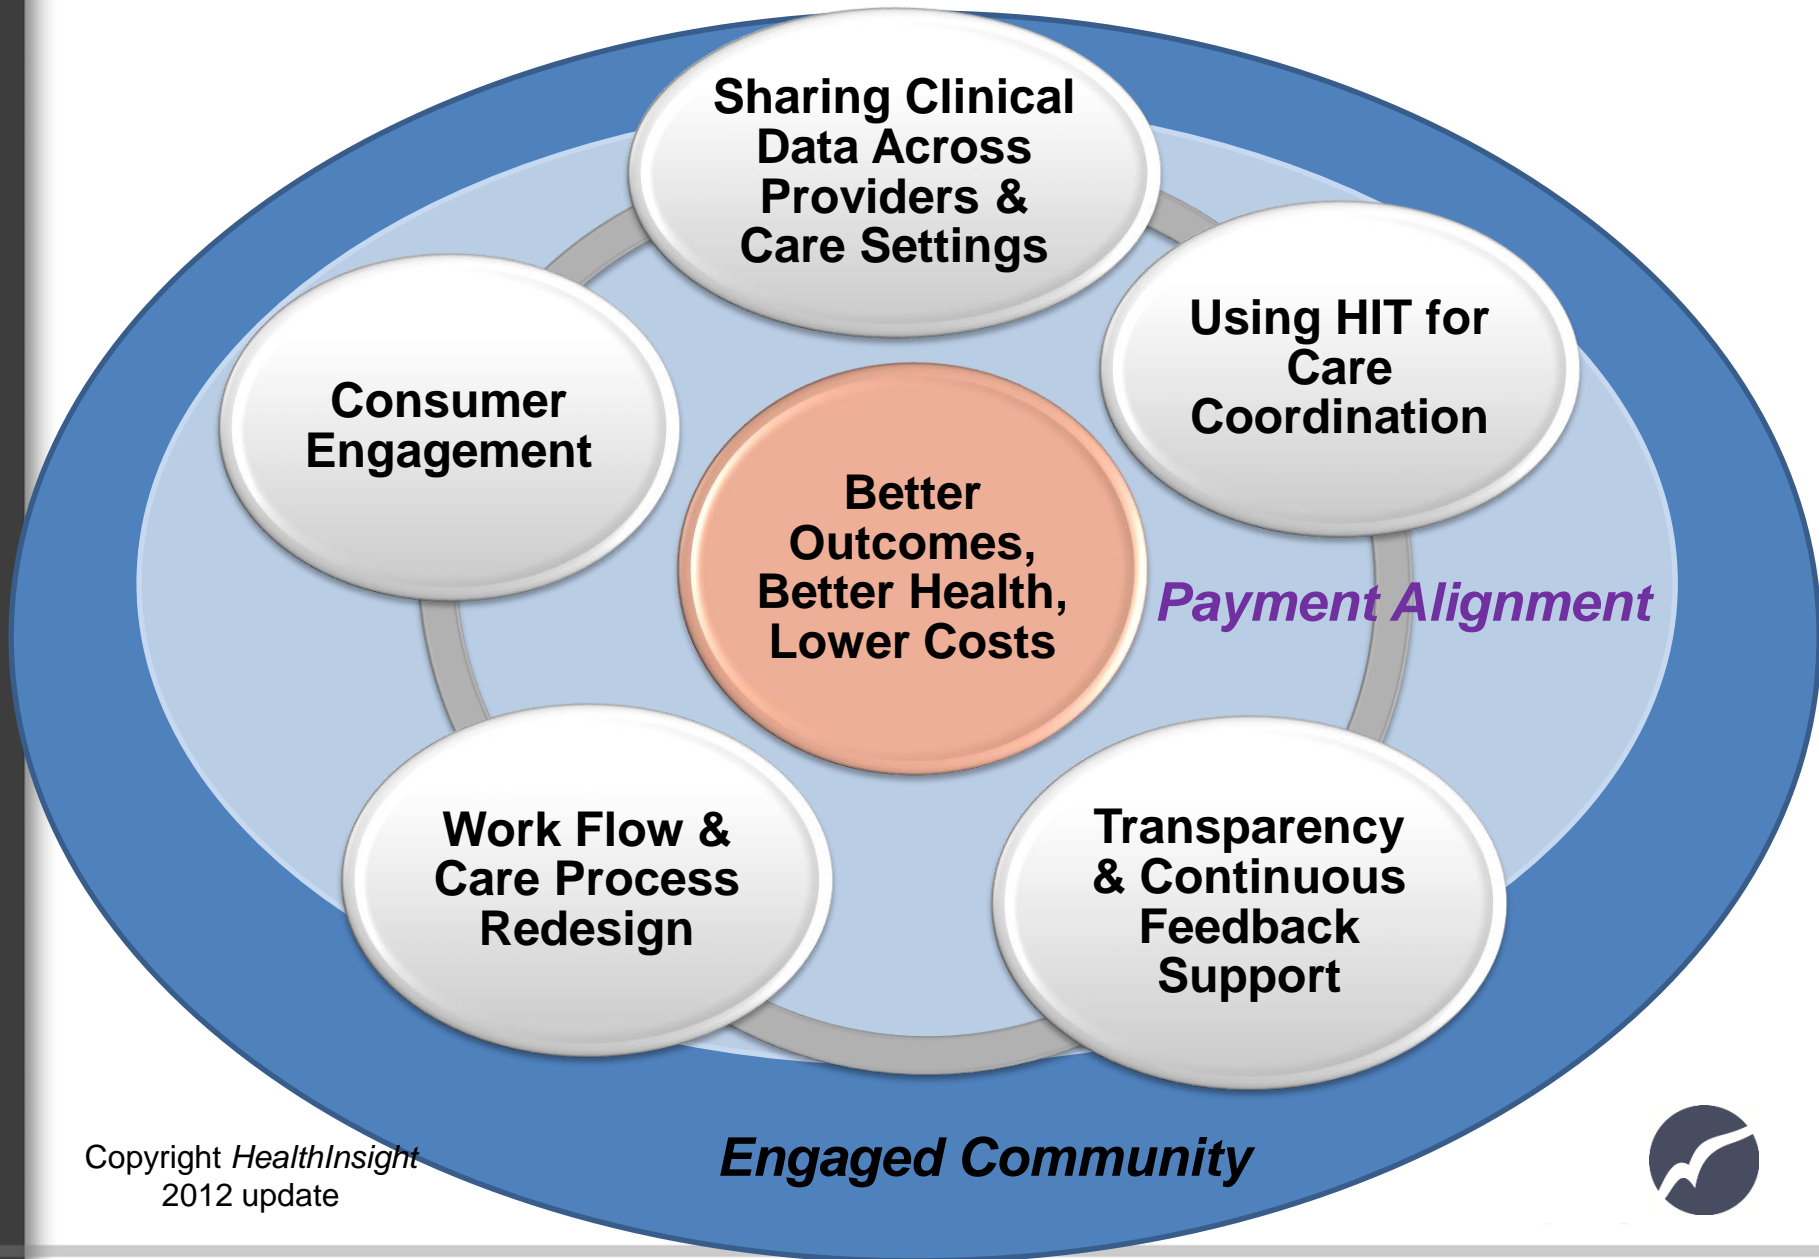 Sharing Clinical
Data Across
Providers &
Care Settings
Using HIT for
Care
Coordination
Consumer
Engagement
Better
Outcomes,
Better Health,
Lower Costs
Payment Alignment
Work Flow &
Care Process
Redesign
Transparency
& Continuous
Feedback
Support
Engaged Community
Copyright HealthInsight
2012 update